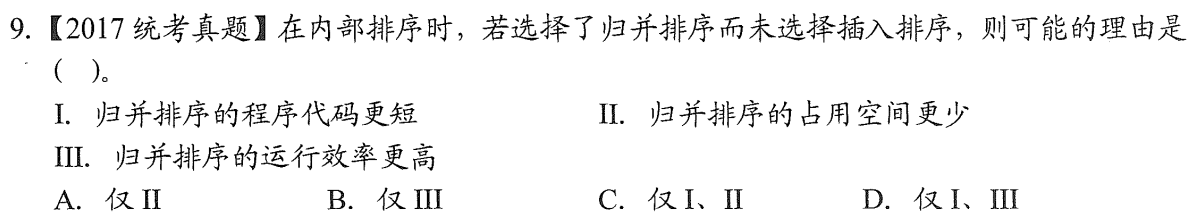 9.【2017 统考真题】在内部排序时，若选择了归并排序而未选择插入排序，则可能的理由是
( )。
I. 归并排序的程序代码更短 II. 归并排序的占用空间更少
III. 归并排序的运行效率更高
A. 仅 II B. 仅 III C. 仅 I、II D. 仅 I、III